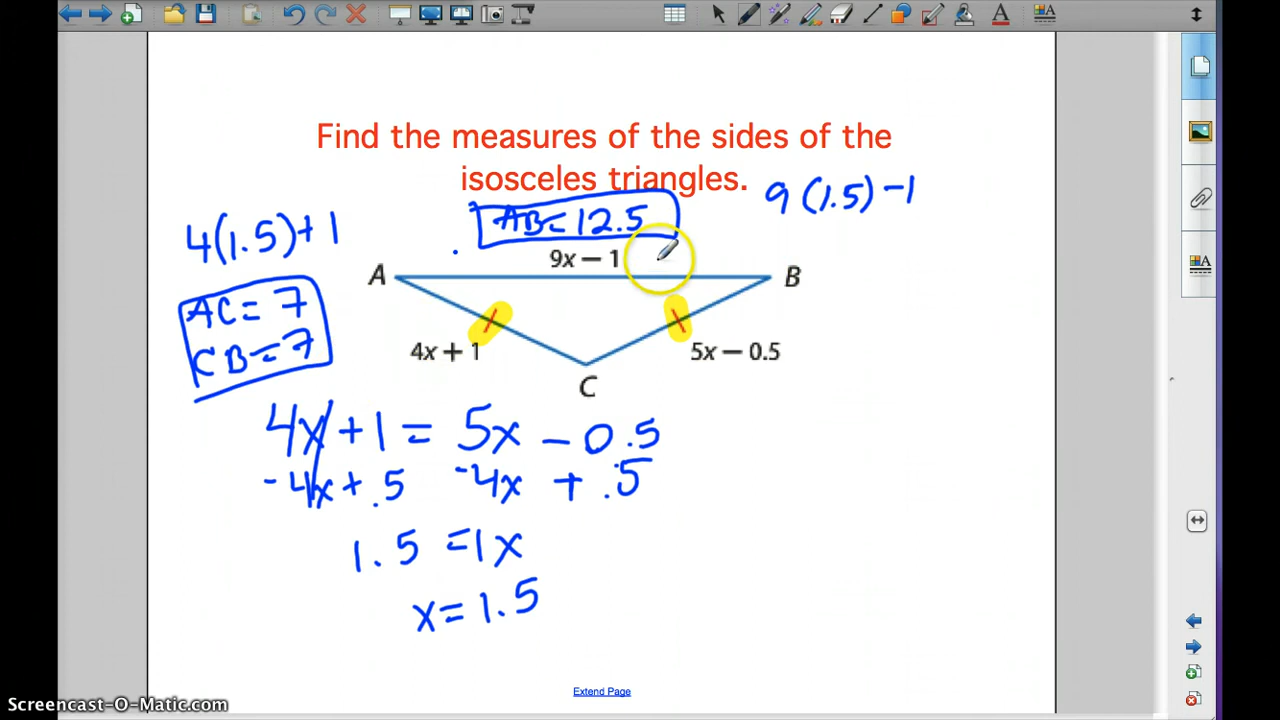 Find the measures of the sides of the
isosceles triangles.
9(1.5)-1
AB=12.5
4(1.5)+1
9x – 1
A
B
AC=7
CB=7
4x + 1
5x – 0.5
C
4x+1=5x-0.5
-4x+.5 -4x+.5
1.5=1x
x=1.5
Extend Page
Screencast-O-Matic.com